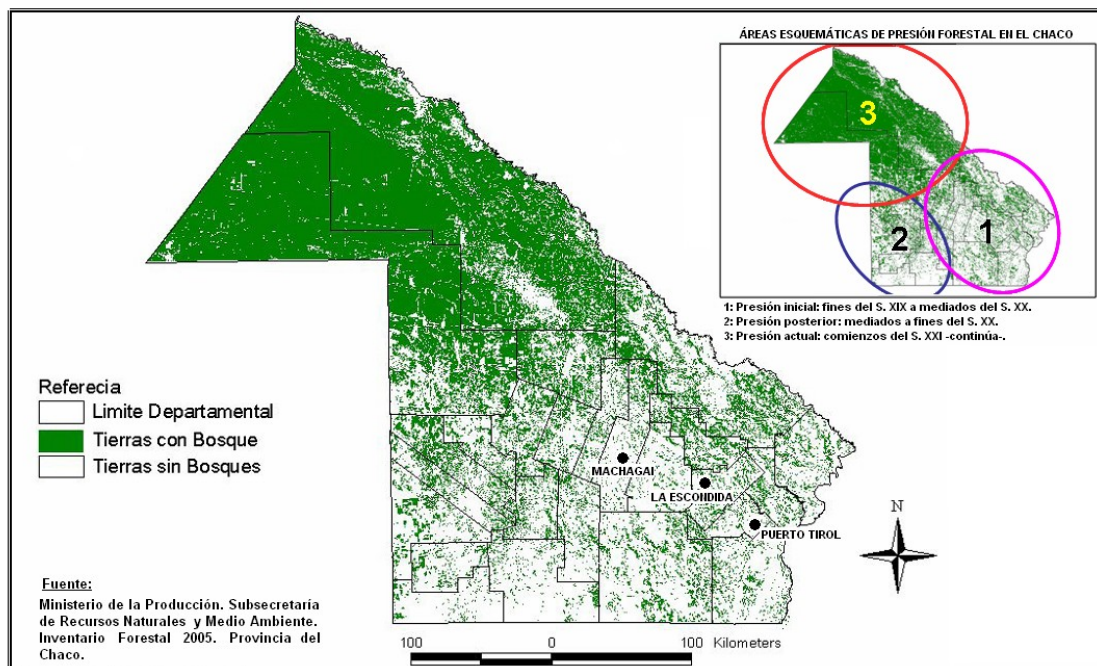 ÁREAS ESQUEMÁTICAS DE PRESIÓN FORESTAL EN EL CHACO
3
2
1
1: Presión inicial: fines del S. XIX a mediados del S. XX.
2: Presión posterior: mediados a fines del S. XX.
3: Presión actual: comienzos del S. XXI -continúa-.
Referecia
Limite Departamental
Tierras con Bosque
Tierras sin Bosques
MACHAGAI
LA ESCONDIDA
PUERTO TIROL
N
Fuente:
Ministerio de la Producción. Subsecretaría
de Recursos Naturales y Medio Ambiente.
Inventario Forestal 2005. Provincia del
Chaco.
100 0 100 Kilometers